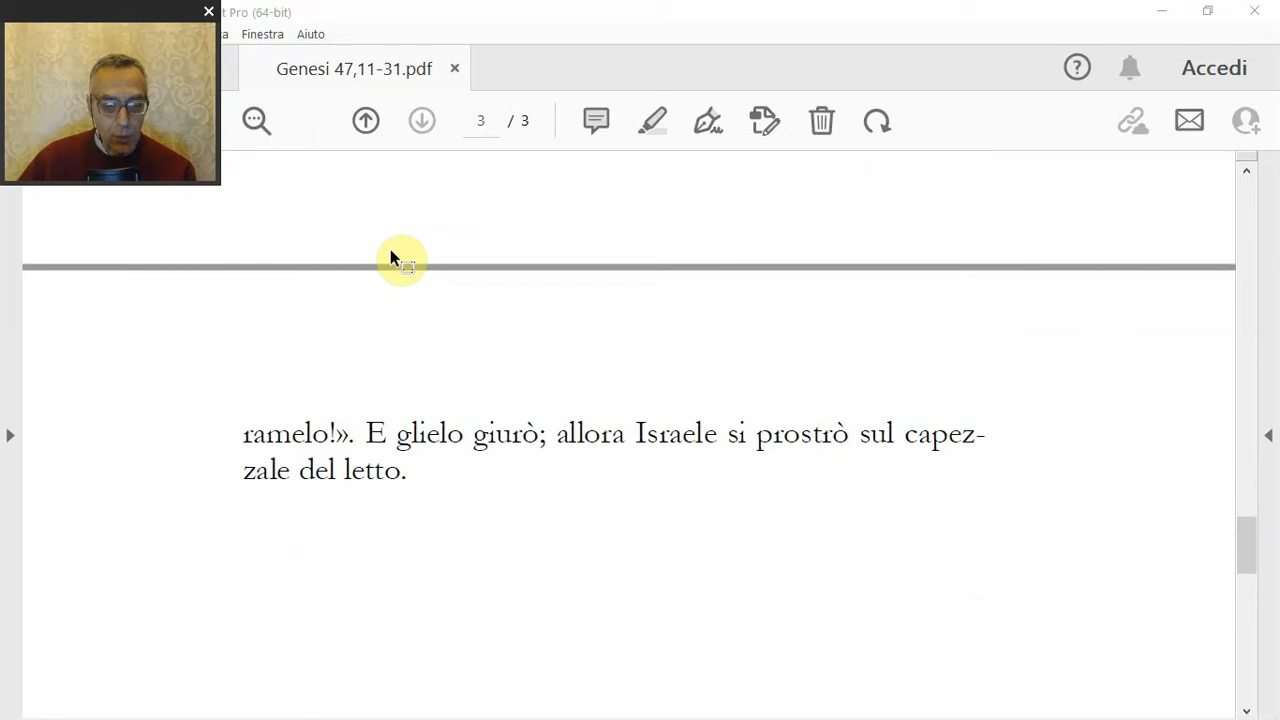 t Pro (64-bit)
a Finestra Aiuto
Genesi 47,11-31.pdf
Accedi
3 / 3
ramelo!». E glielo giurò; allora Israele si prostrò sul capez-
zale del letto.